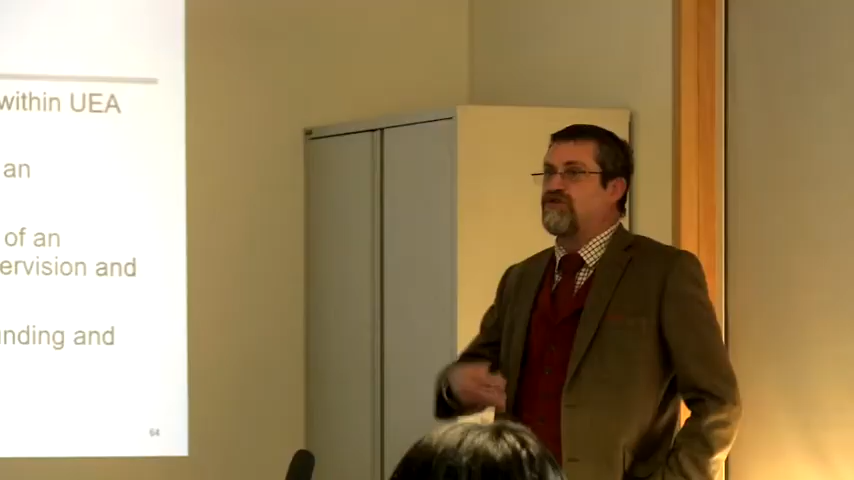 within UEA
an
of an
ervision and
nding and
64